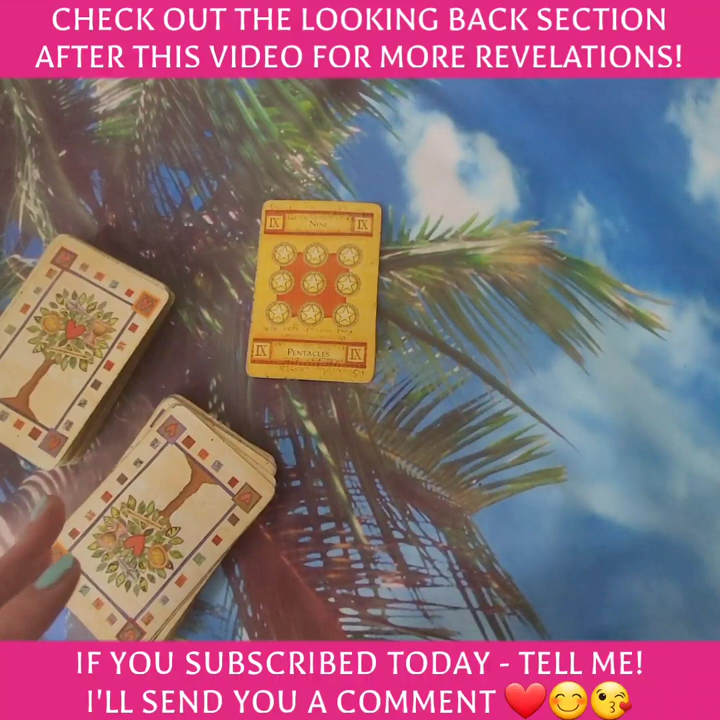 CHECK OUT THE LOOKING BACK SECTION
AFTER THIS VIDEO FOR MORE REVELATIONS!
IX NINE IX
IX PENTACLES IX
IF YOU SUBSCRIBED TODAY - TELL ME!
I'LL SEND YOU A COMMENT ❤️😊😘